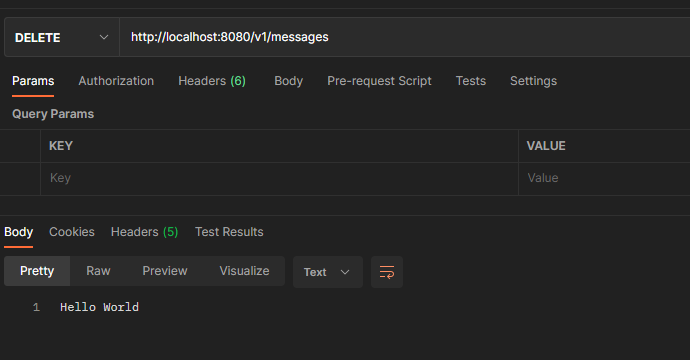 DELETE http://localhost:8080/v1/messages
Params Authorization Headers (6) Body Pre-request Script Tests Settings
Query Params
KEY VALUE
Key Value
Body Cookies Headers (5) Test Results
Pretty Raw Preview Visualize Text
1 Hello World